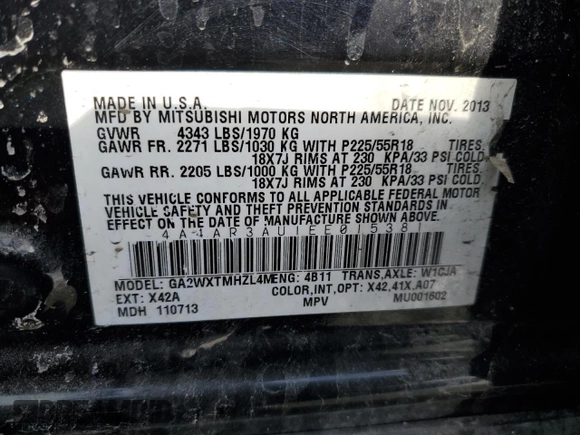 MADE IN U.S.A. DATE NOV. 2013
MFD BY MITSUBISHI MOTORS NORTH AMERICA, INC.
GVWR 4343 LBS/1970 KG
GAWR FR. 2271 LBS/1030 KG WITH P225/55R18 TIRES,
18X7J RIMS AT 230 KPA/33 PSI COLD
GAWR RR. 2205 LBS/1000 KG WITH P225/55R18 TIRES,
18X7J RIMS AT 230 KPA/33 PSI COLD
THIS VEHICLE CONFORMS TO ALL APPLICABLE FEDERAL MOTOR
VEHICLE SAFETY AND THEFT PREVENTION STANDARDS IN
EFFECT ON THE DATE OF MANUFACTURE SHOWN ABOVE.
4A4AR3AU1EE015381
MODEL: GA2WXTMHZL4M ENG: 4B11 TRANS,AXLE: W1CJA
EXT: X42A COLOR,INT,OPT: X42,41X,A07
MDH 110713 MPV MU001602